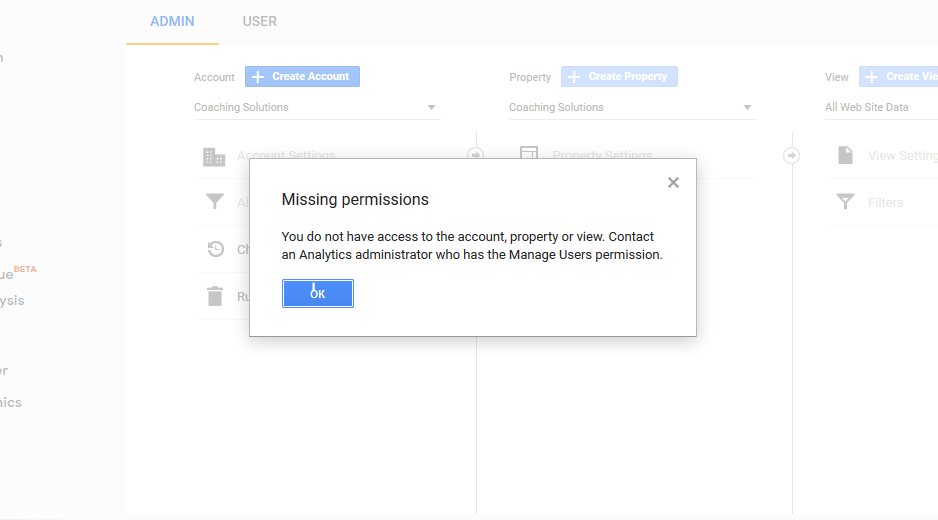 ADMIN USER
Account Create Account Property Create Property View Create Vie
Coaching Solutions Coaching Solutions All Web Site Data
Account Settings Property Settings View Setting
Missing permissions
Al Filters
You do not have access to the account, property or view. Contact
an Analytics administrator who has the Manage Users permission.
s Ch
ueBETA
OK
Ru
ysis
er
nics